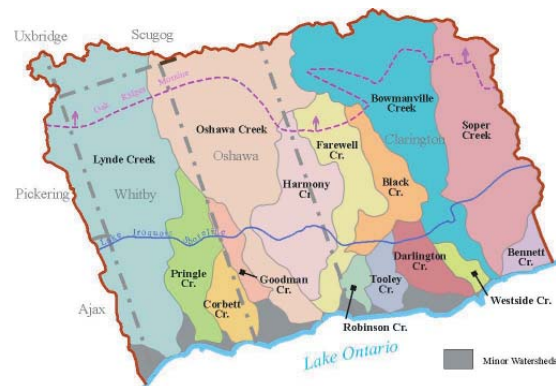 Uxbridge
Scugog
Oak Ridges Moraine
Bowmanville
Creek
Soper
Creek
Oshawa Creek
Oshawa
Farewell
Cr.
Clarington
Lynde Creek
Harmony
Cr
Black
Cr.
Pickering
Whitby
Lake Iroquois Shoreline
Bennett
Cr.
Pringle
Cr.
Goodman
Cr.
Darlington
Cr.
Tooley
Cr.
Corbett
Cr.
Westside Cr.
Ajax
Robinson Cr.
Lake Ontario
Minor Watersheds